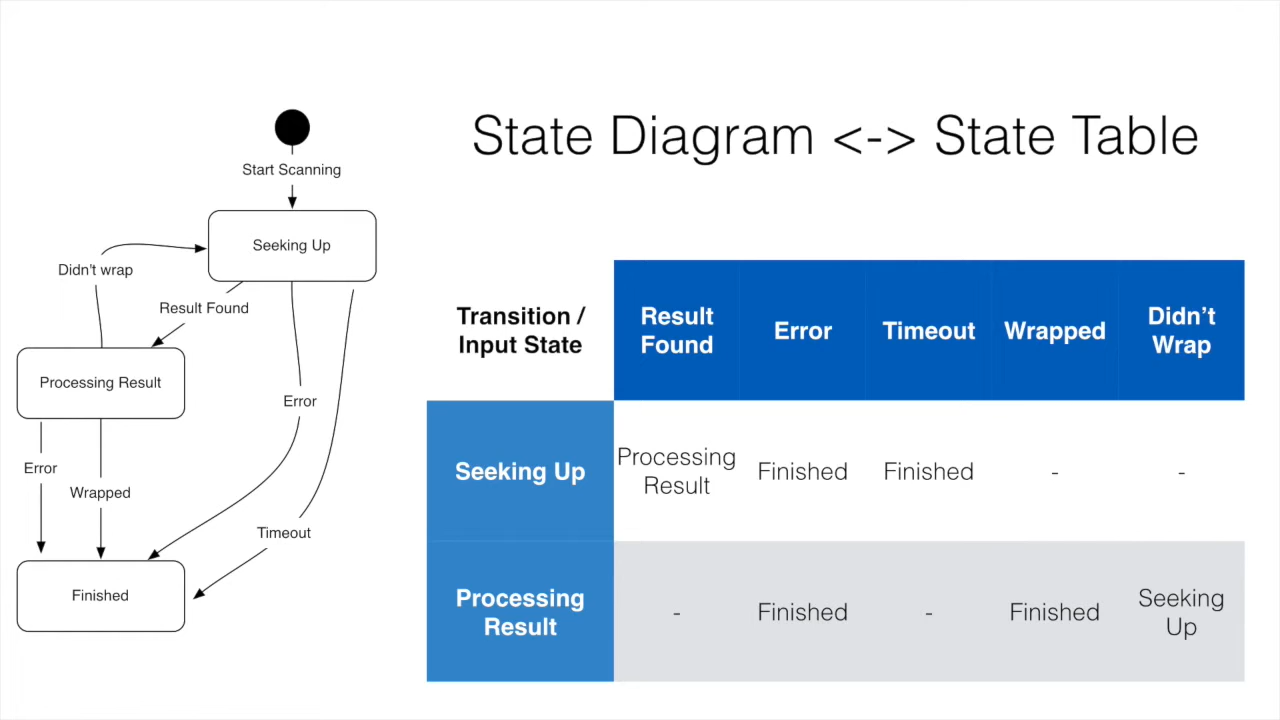 State Diagram <-> State Table
Start Scanning
Seeking Up
Didn't wrap
Result Found
Processing Result
Error
Error
Wrapped
Timeout
Finished
Transition /
Input State
Result
Found
Error
Timeout
Wrapped
Didn’t
Wrap
Seeking Up
Processing
Result
Finished
Finished
-
-
Processing
Result
-
Finished
-
Finished
Seeking
Up